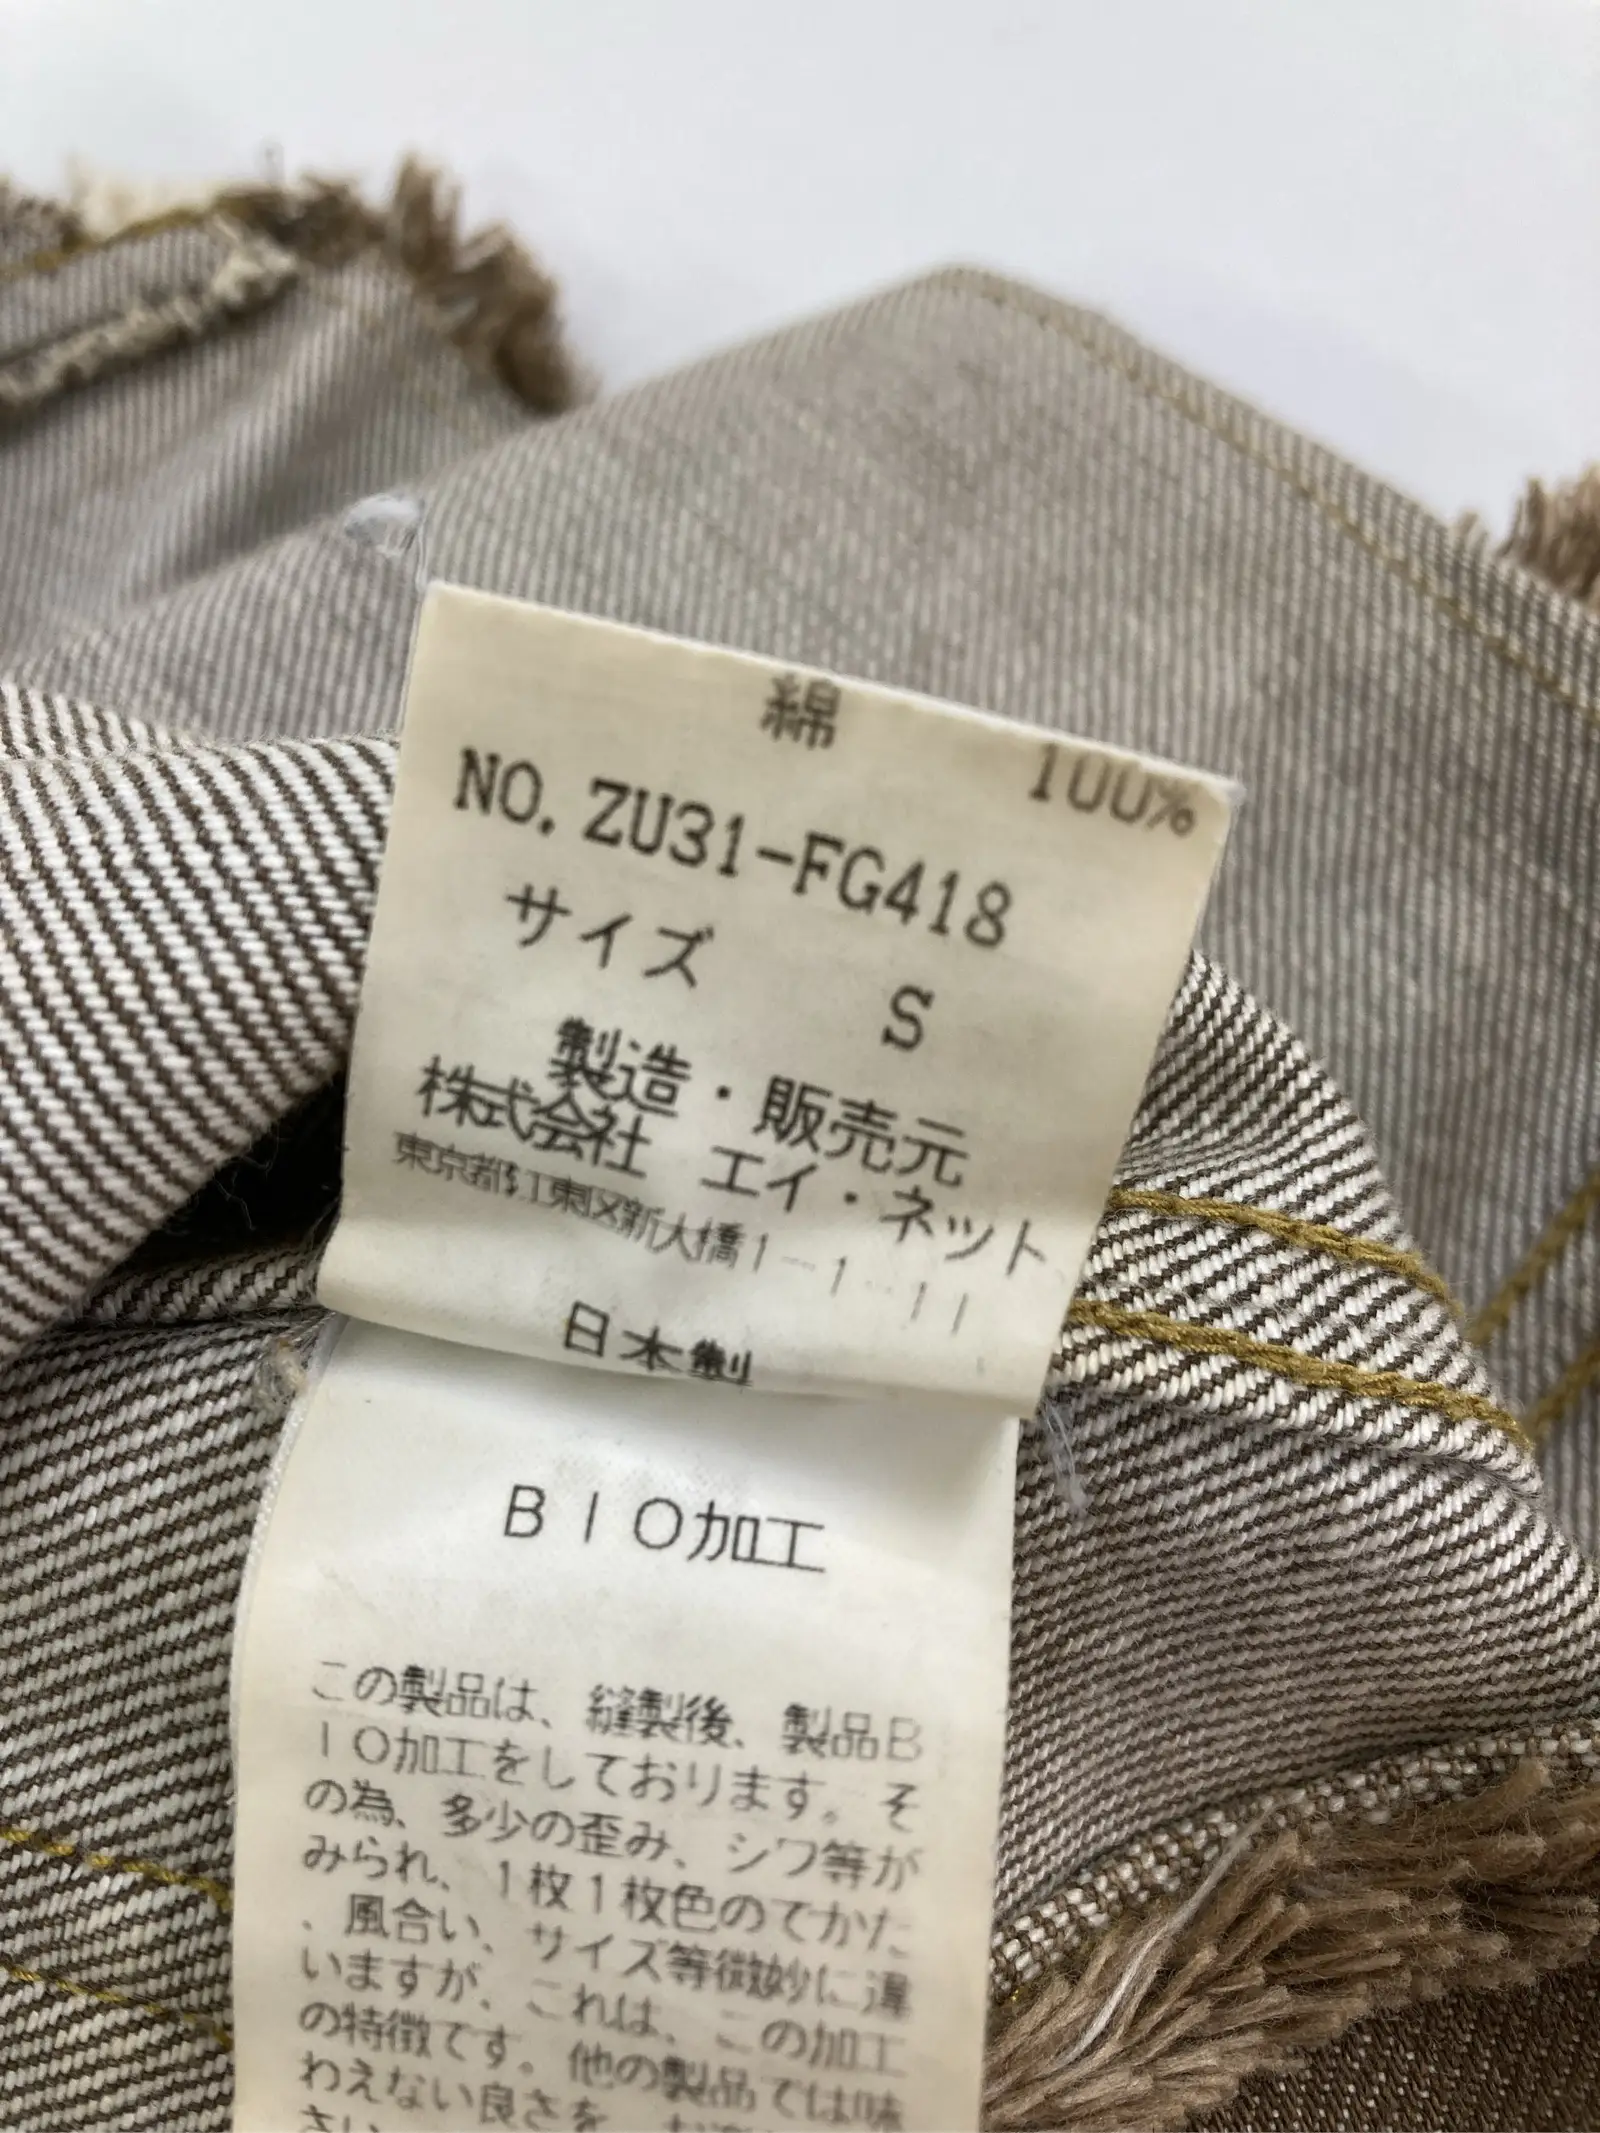 綿 100%
NO. ZU31-FG418
サイズ S
製造・販売元
株式会社 エイ・ネット
東京都江東区新大橋1-1-11
日本製
BIO加工
この製品は、縫製後、製品B
IO加工をしております。そ
の為、多少の歪み、シワ等が
みられ、1枚1枚色のでかた
、風合い、サイズ等微妙に違
いますが、これは、この加工
の特徴です。他の製品では味
わえない良さを、お
さい